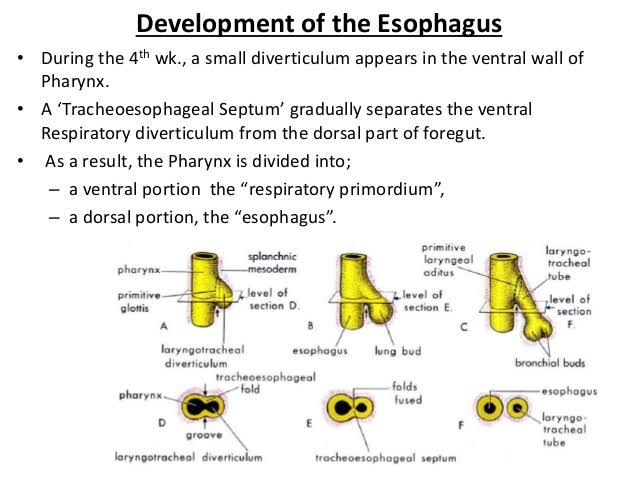 Development of the Esophagus
• During the 4th wk., a small diverticulum appears in the ventral wall of
Pharynx.
• A ‘Tracheoesophageal Septum’ gradually separates the ventral
Respiratory diverticulum from the dorsal part of foregut.
• As a result, the Pharynx is divided into;
– a ventral portion the “respiratory primordium”,
– a dorsal portion, the “esophagus”.
pharynx
splanchnic
mesoderm
primitive
glottis
level of
section D.
A
laryngotracheal
diverticulum
level of
section E.
B
esophagus
lung bud
primitive
laryngeal
aditus
laryngo-
tracheal
tube
level of
section
F.
C
bronchial buds
tracheoesophageal
fold
pharynx
D
groove
laryngotracheal diverticulum
folds
fused
E
tracheoesophageal septum
esophagus
F
laryngo-
tracheal
tube